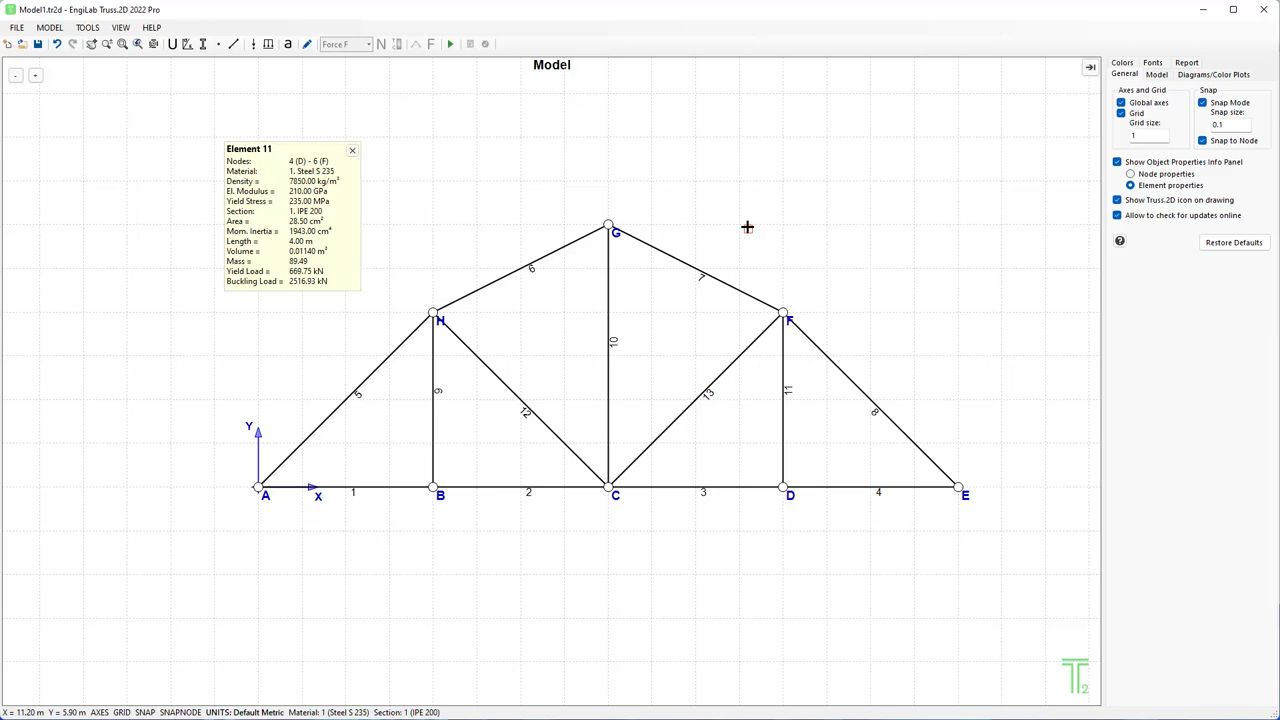 Model1.tr2d - EngiLab Truss.2D 2022 Pro
FILE MODEL TOOLS VIEW HELP
a Force F N F
Model
- +
Element 11
Nodes: 4 (D) - 6 (F)
Material: 1. Steel S 235
Density = 7850.00 kg/m³
El. Modulus = 210.00 GPa
Yield Stress = 235.00 MPa
Section: 1. IPE 200
Area = 28.50 cm²
Mom. Inertia = 1943.00 cm⁴
Length = 4.00 m
Volume = 0.01140 m³
Mass = 89.49
Yield Load = 669.75 kN
Buckling Load = 2516.93 kN
G
6
7
H
F
10
5
9
12
13
11
8
Y
X
A
1
B
2
C
3
D
4
E
T2
Colors Fonts Report
General Model Diagrams/Color Plots
Axes and Grid
Global axes
Grid
Grid size:
1
Snap
Snap Mode
Snap size:
0.1
Snap to Node
Show Object Properties Info Panel
Node properties
Element properties
Show Truss.2D icon on drawing
Allow to check for updates online
? Restore Defaults
X = 11.20 m Y = 5.90 m AXES GRID SNAP SNAPNODE UNITS: Default Metric Material: 1 (Steel S 235) Section: 1 (IPE 200)